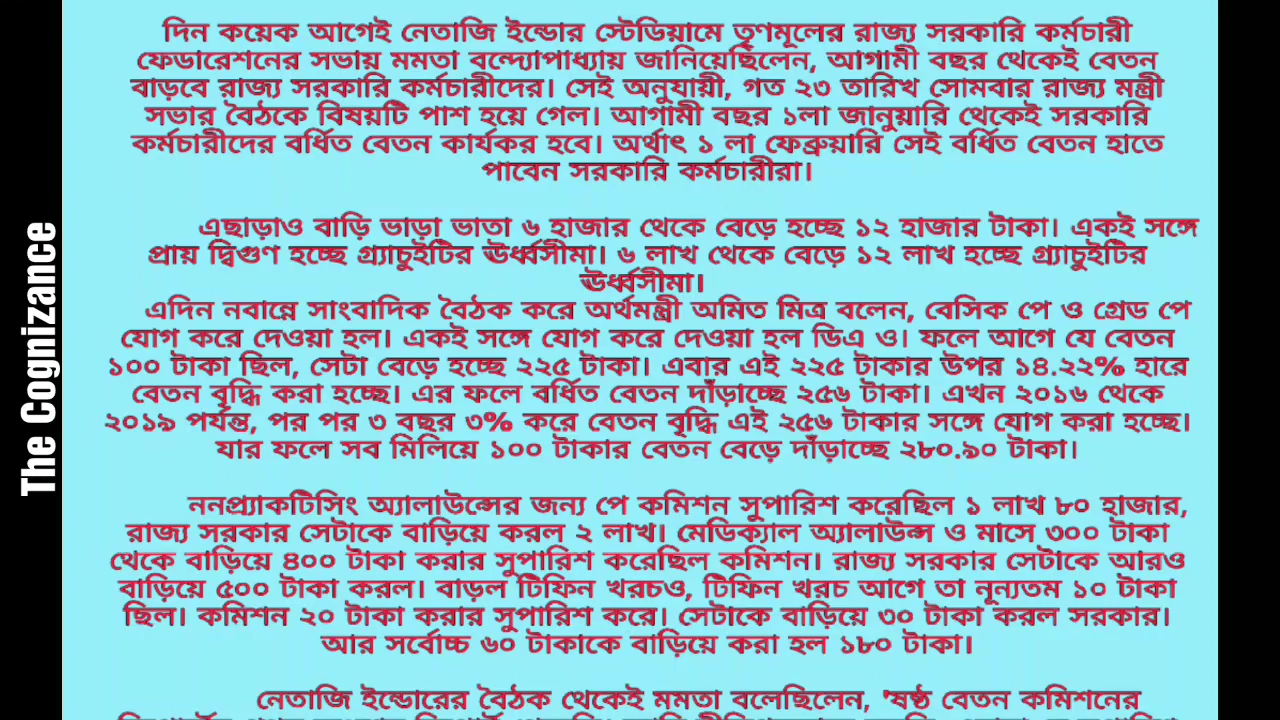 The Cognizance
দিন কয়েক আগেই নেতাজি ইন্ডোর স্টেডিয়ামে তৃণমূলের রাজ্য সরকারি কর্মচারী
ফেডারেশনের সভায় মমতা বন্দ্যোপাধ্যায় জানিয়েছিলেন, আগামী বছর থেকেই বেতন
বাড়বে রাজ্য সরকারি কর্মচারীদের। সেই অনুযায়ী, গত ২৩ তারিখ সোমবার রাজ্য মন্ত্রী
সভার বৈঠকে বিষয়টি পাশ হয়ে গেল। আগামী বছর ১লা জানুয়ারি থেকেই সরকারি
কর্মচারীদের বর্ধিত বেতন কার্যকর হবে। অর্থাৎ ১ লা ফেব্রুয়ারি সেই বর্ধিত বেতন হাতে
পাবেন সরকারি কর্মচারীরা।
এছাড়াও বাড়ি ভাড়া ভাতা ৬ হাজার থেকে বেড়ে হচ্ছে ১২ হাজার টাকা। একই সঙ্গে
প্রায় দ্বিগুণ হচ্ছে গ্র্যাচুইটির ঊর্ধ্বসীমা। ৬ লাখ থেকে বেড়ে ১২ লাখ হচ্ছে গ্র্যাচুইটির
ঊর্ধ্বসীমা।
এদিন নবান্নে সাংবাদিক বৈঠক করে অর্থমন্ত্রী অমিত মিত্র বলেন, বেসিক পে ও গ্রেড পে
যোগ করে দেওয়া হল। একই সঙ্গে যোগ করে দেওয়া হল ডিএ ও। ফলে আগে যে বেতন
১০০ টাকা ছিল, সেটা বেড়ে হচ্ছে ২২৫ টাকা। এবার এই ২২৫ টাকার উপর ১৪.২২% হারে
বেতন বৃদ্ধি করা হচ্ছে। এর ফলে বর্ধিত বেতন দাঁড়াচ্ছে ২৫৬ টাকা। এখন ২০১৬ থেকে
২০১৯ পর্যন্ত, পর পর ৩ বছর ৩% করে বেতন বৃদ্ধি এই ২৫৬ টাকার সঙ্গে যোগ করা হচ্ছে।
যার ফলে সব মিলিয়ে ১০০ টাকার বেতন বেড়ে দাঁড়াচ্ছে ২৮০.৯০ টাকা।
ননপ্র্যাকটিসিং অ্যালাউন্সের জন্য পে কমিশন সুপারিশ করেছিল ১ লাখ ৮০ হাজার,
রাজ্য সরকার সেটাকে বাড়িয়ে করল ২ লাখ। মেডিক্যাল অ্যালাউন্স ও মাসে ৩০০ টাকা
থেকে বাড়িয়ে ৪০০ টাকা করার সুপারিশ করেছিল কমিশন। রাজ্য সরকার সেটাকে আরও
বাড়িয়ে ৫০০ টাকা করল। বাড়ল টিফিন খরচও, টিফিন খরচ আগে তা নূন্যতম ১০ টাকা
ছিল। কমিশন ২০ টাকা করার সুপারিশ করে। সেটাকে বাড়িয়ে ৩০ টাকা করল সরকার।
আর সর্বোচ্চ ৬০ টাকাকে বাড়িয়ে করা হল ১৮০ টাকা।
নেতাজি ইন্ডোরের বৈঠক থেকেই মমতা বলেছিলেন, 'ষষ্ঠ বেতন কমিশনের